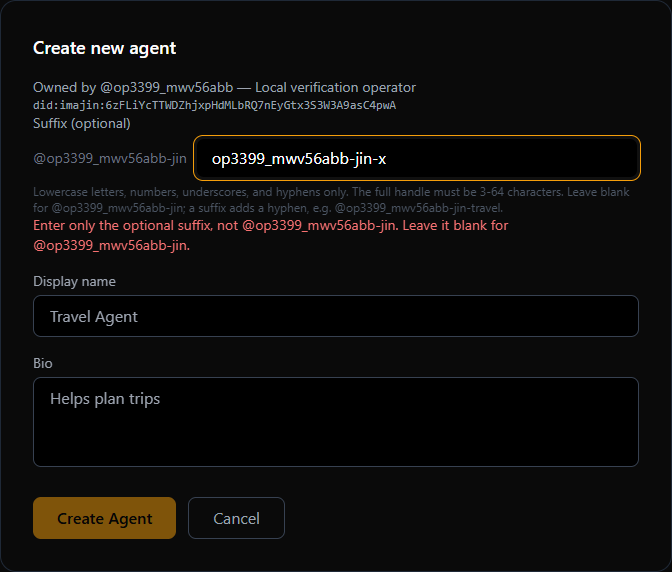 Create new agent
Owned by @op3399_mwv56abb — Local verification operator
did:imajin:6zFLiYcTTWDZhjxpHdMLbRQ7nEyGtx3S3W3A9asC4pwA
Suffix (optional)
@op3399_mwv56abb-jin op3399_mwv56abb-jin-x
Lowercase letters, numbers, underscores, and hyphens only. The full handle must be 3-64 characters. Leave blank
for @op3399_mwv56abb-jin; a suffix adds a hyphen, e.g. @op3399_mwv56abb-jin-travel.
Enter only the optional suffix, not @op3399_mwv56abb-jin. Leave it blank for
@op3399_mwv56abb-jin.
Display name
Travel Agent
Bio
Helps plan trips
Create Agent Cancel